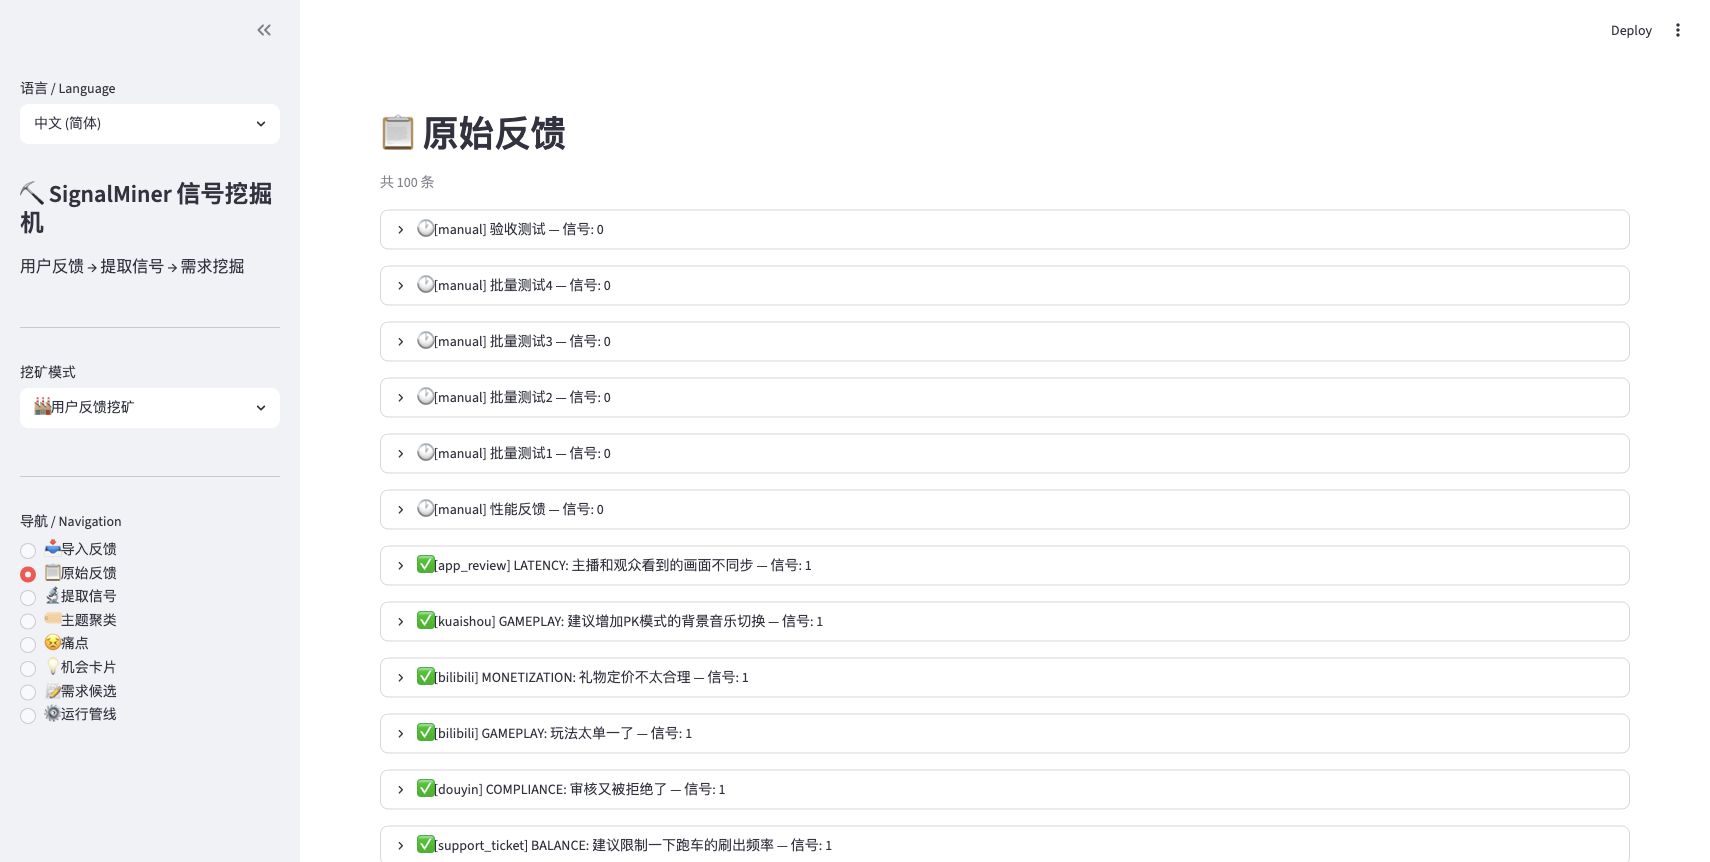 Deploy
语言 / Language
中文 (简体)
SignalMiner 信号挖掘
机
用户反馈 → 提取信号 → 需求挖掘
挖矿模式
用户反馈挖矿
导航 / Navigation
导入反馈
原始反馈
提取信号
主题聚类
痛点
机会卡片
需求候选
运行管线
原始反馈
共 100 条
[manual] 验收测试 — 信号: 0
[manual] 批量测试4 — 信号: 0
[manual] 批量测试3 — 信号: 0
[manual] 批量测试2 — 信号: 0
[manual] 批量测试1 — 信号: 0
[manual] 性能反馈 — 信号: 0
[app_review] LATENCY: 主播和观众看到的画面不同步 — 信号: 1
[kuaishou] GAMEPLAY: 建议增加PK模式的背景音乐切换 — 信号: 1
[bilibili] MONETIZATION: 礼物定价不太合理 — 信号: 1
[bilibili] GAMEPLAY: 玩法太单一了 — 信号: 1
[douyin] COMPLIANCE: 审核又被拒绝了 — 信号: 1
[support_ticket] BALANCE: 建议限制一下跑车的刷出频率 — 信号: 1